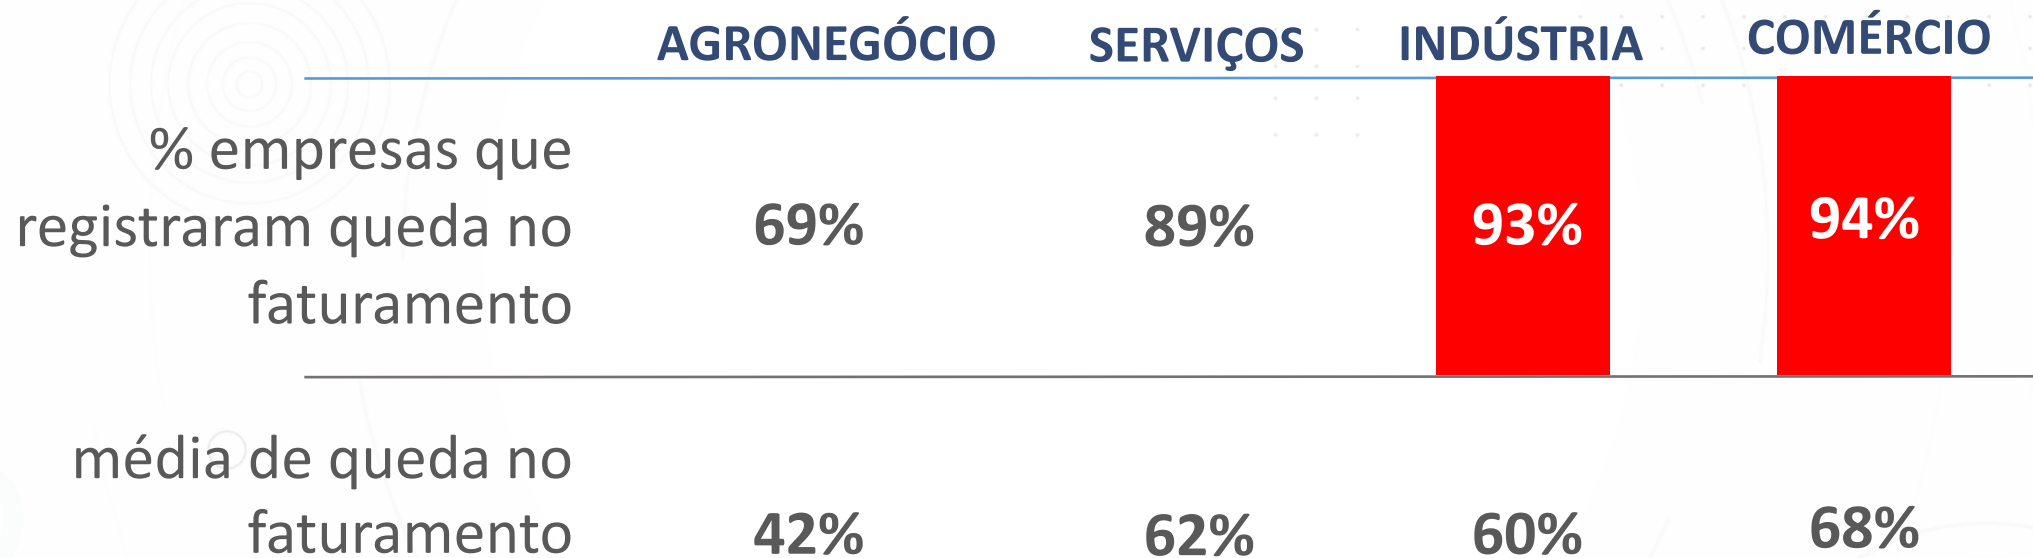 AGRONEGÓCIO SERVIÇOS INDÚSTRIA COMÉRCIO
% empresas que
registraram queda no
faturamento
69% 89% 93% 94%
média de queda no
faturamento
42% 62% 60% 68%